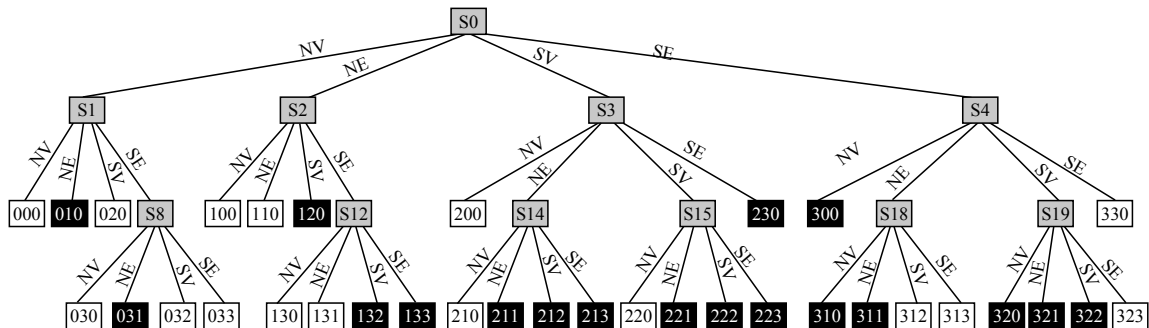 S0
NV NE SV SE
S1 S2 S3 S4
NV NE SV SE NV NE SV SE NV NE SV SE NV NE SV SE
000 010 020 S8 100 110 120 S12 200 S14 S15 230 300 S18 S19 330
NV NE SV SE NV NE SV SE NV NE SV SE NV NE SV SE NV NE SV SE NV NE SV SE
030 031 032 033 130 131 132 133 210 211 212 213 220 221 222 223 310 311 312 313 320 321 322 323